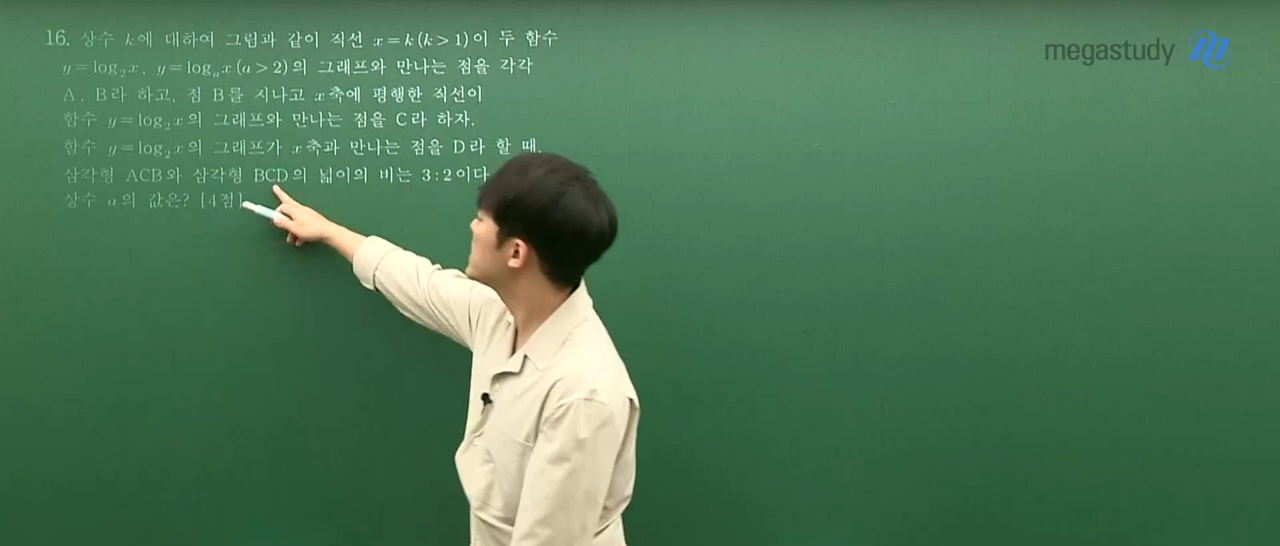 16. 상수 k에 대하여 그림과 같이 직선 x=k(k>1)이 두 함수
y=log₂x, y=logₐx(a>2)의 그래프와 만나는 점을 각각
A, B라 하고, 점 B를 지나고 x축에 평행한 직선이
함수 y=log₂x의 그래프와 만나는 점을 C라 하자.
함수 y=log₂x의 그래프가 x축과 만나는 점을 D라 할 때,
삼각형 ACB와 삼각형 BCD의 넓이의 비는 3:2이다
상수 a의 값은? [4점]
megastudy